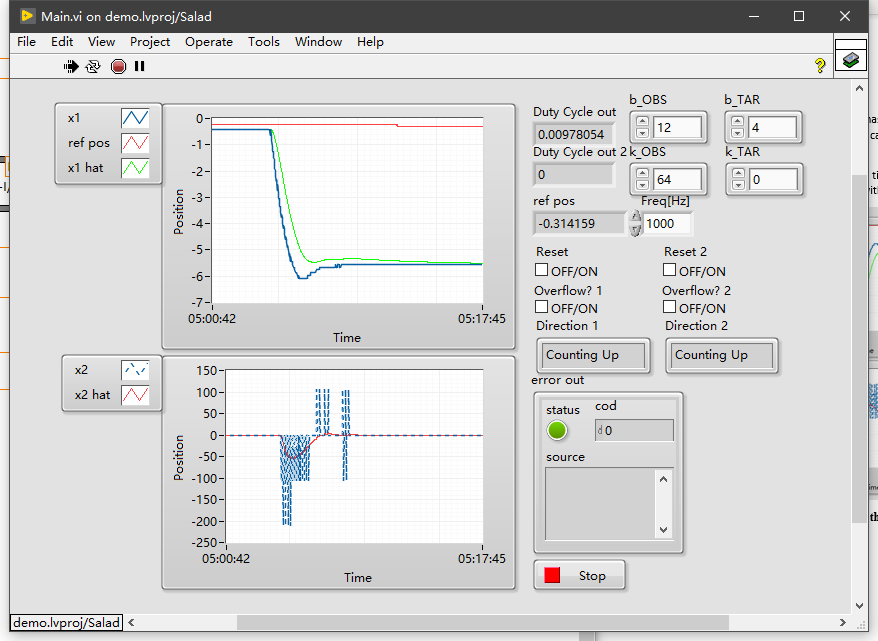 Main.vi on demo.lvproj/Salad
File Edit View Project Operate Tools Window Help
x1
ref pos
x1 hat
0
-1
-2
-3
-4
-5
-6
-7
Position
05:00:42 05:17:45
Time
x2
x2 hat
150
100
50
0
-50
-100
-150
-200
-250
Position
05:00:42 05:17:45
Time
Duty Cycle out
0.00978054
Duty Cycle out 2
0
ref pos
-0.314159
b_OBS
12
b_TAR
4
k_OBS
64
k_TAR
0
Freq[Hz]
1000
Reset
OFF/ON
Reset 2
OFF/ON
Overflow? 1
OFF/ON
Overflow? 2
OFF/ON
Direction 1
Counting Up
Direction 2
Counting Up
error out
status
cod
d 0
source
Stop
demo.lvproj/Salad